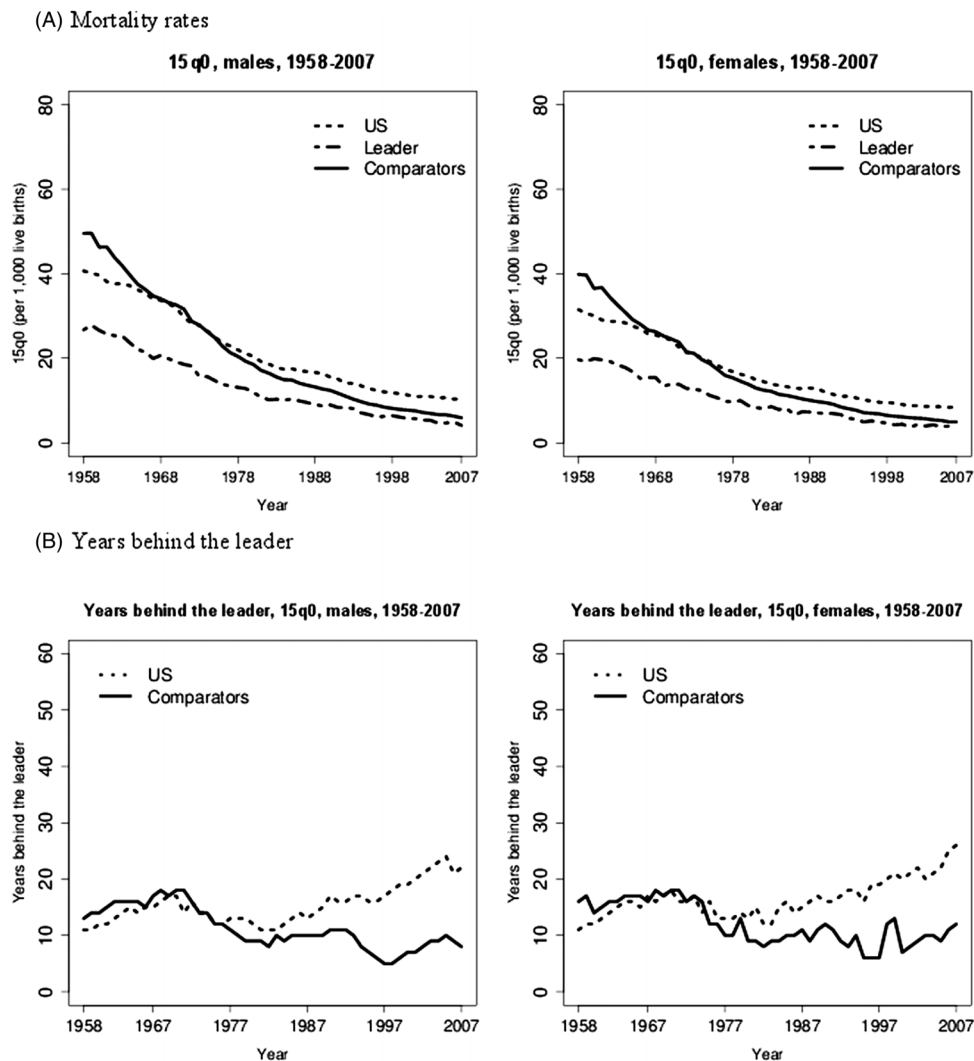 (A) Mortality rates
15q0, males, 1958-2007
80
60
40
20
0
15q0 (per 1,000 live births)
US
Leader
Comparators
1958 1968 1978 1988 1998 2007
Year
15q0, females, 1958-2007
80
60
40
20
0
15q0 (per 1,000 live births)
US
Leader
Comparators
1958 1968 1978 1988 1998 2007
Year
(B) Years behind the leader
Years behind the leader, 15q0, males, 1958-2007
60
50
40
30
20
10
0
Years behind the leader
US
Comparators
1958 1967 1977 1987 1997 2007
Year
Years behind the leader, 15q0, females, 1958-2007
60
50
40
30
20
10
0
Years behind the leader
US
Comparators
1958 1967 1977 1987 1997 2007
Year